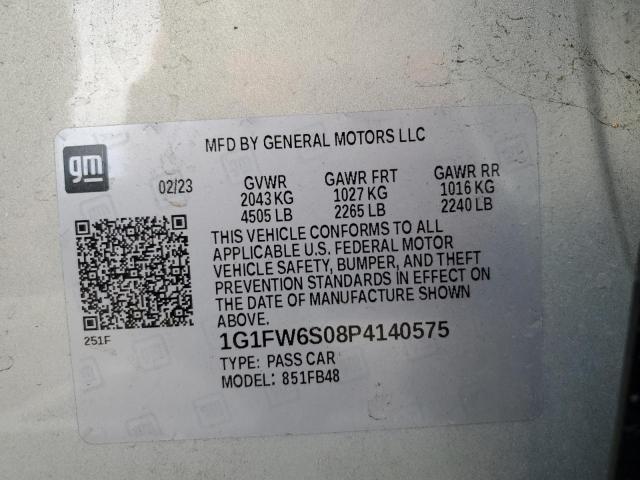 MFD BY GENERAL MOTORS LLC
gm
02/23
GVWR GAWR FRT GAWR RR
2043 KG 1027 KG 1016 KG
4505 LB 2265 LB 2240 LB
THIS VEHICLE CONFORMS TO ALL
APPLICABLE U.S. FEDERAL MOTOR
VEHICLE SAFETY, BUMPER, AND THEFT
PREVENTION STANDARDS IN EFFECT ON
THE DATE OF MANUFACTURE SHOWN
ABOVE.
251F
1G1FW6S08P4140575
TYPE: PASS CAR
MODEL: 851FB48